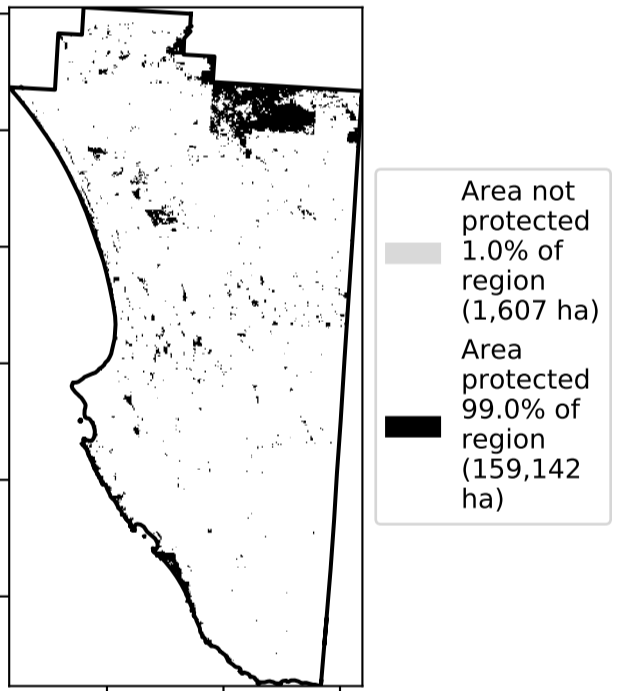 Area not
protected
1.0% of
region
(1,607 ha)
Area
protected
99.0% of
region
(159,142
ha)